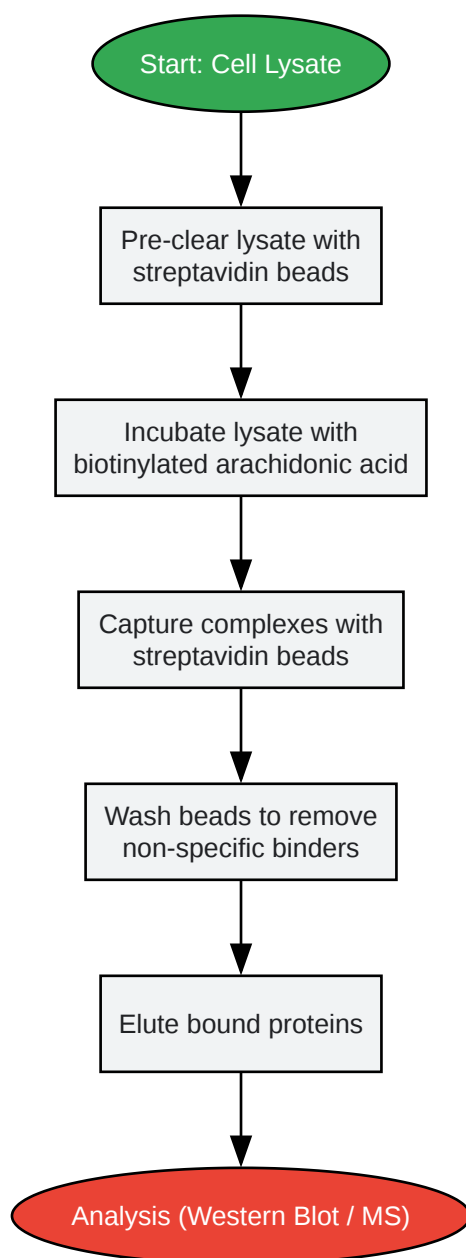 Start: Cell Lysate
Pre-clear lysate with
streptavidin beads
Incubate lysate with
biotinylated arachidonic acid
Capture complexes with
streptavidin beads
Wash beads to remove
non-specific binders
Elute bound proteins
Analysis (Western Blot / MS)